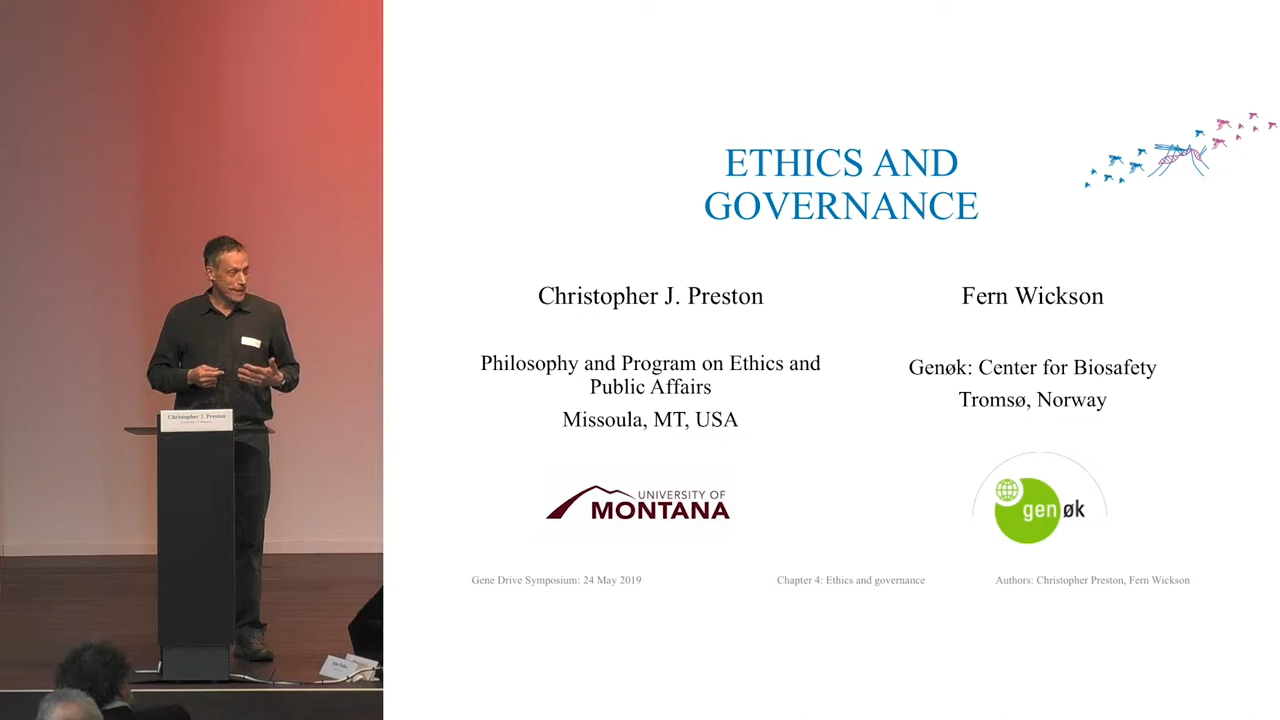 ETHICS AND
GOVERNANCE
Christopher J. Preston
Philosophy and Program on Ethics and
Public Affairs
Missoula, MT, USA
UNIVERSITY OF
MONTANA
Fern Wickson
Genøk: Center for Biosafety
Tromsø, Norway
genøk
Gene Drive Symposium: 24 May 2019
Chapter 4: Ethics and governance
Authors: Christopher Preston, Fern Wickson
Christopher J. Preston